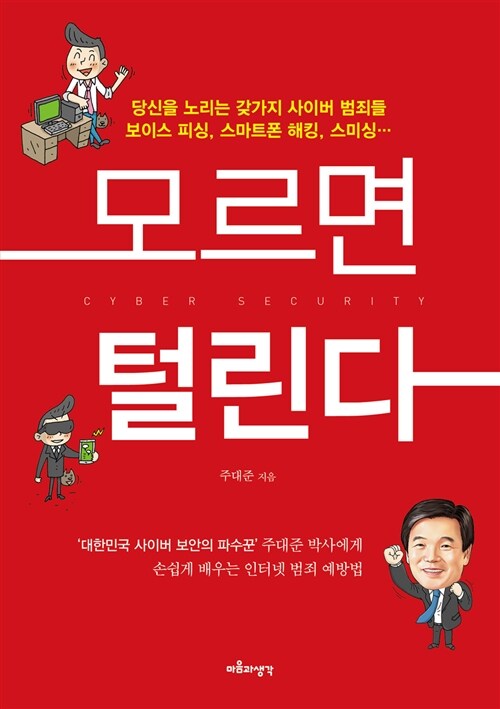 당신을 노리는 갖가지 사이버 범죄들
보이스 피싱, 스마트폰 해킹, 스미싱…
모르면
CYBER SECURITY
털린다
주대준 지음
‘대한민국 사이버 보안의 파수꾼’ 주대준 박사에게
손쉽게 배우는 인터넷 범죄 예방법
마음과생각